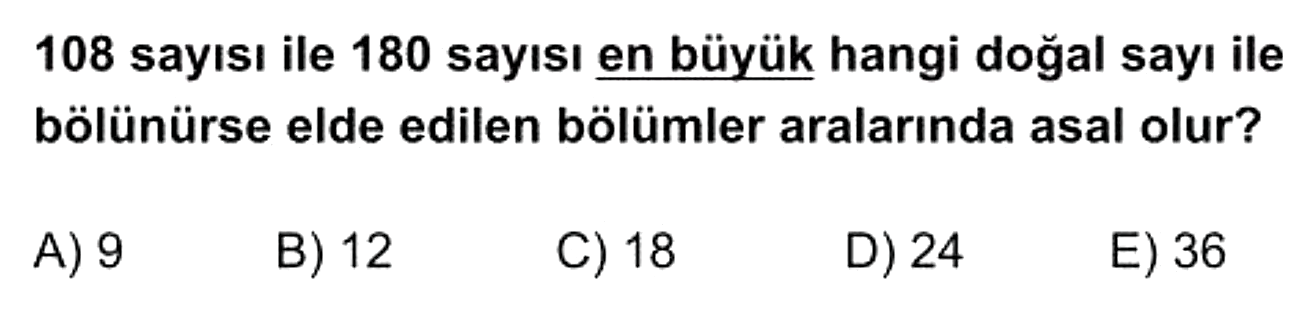 108 sayısı ile 180 sayısı en büyük hangi doğal sayı ile
bölünürse elde edilen bölümler aralarında asal olur?
A) 9 B) 12 C) 18 D) 24 E) 36